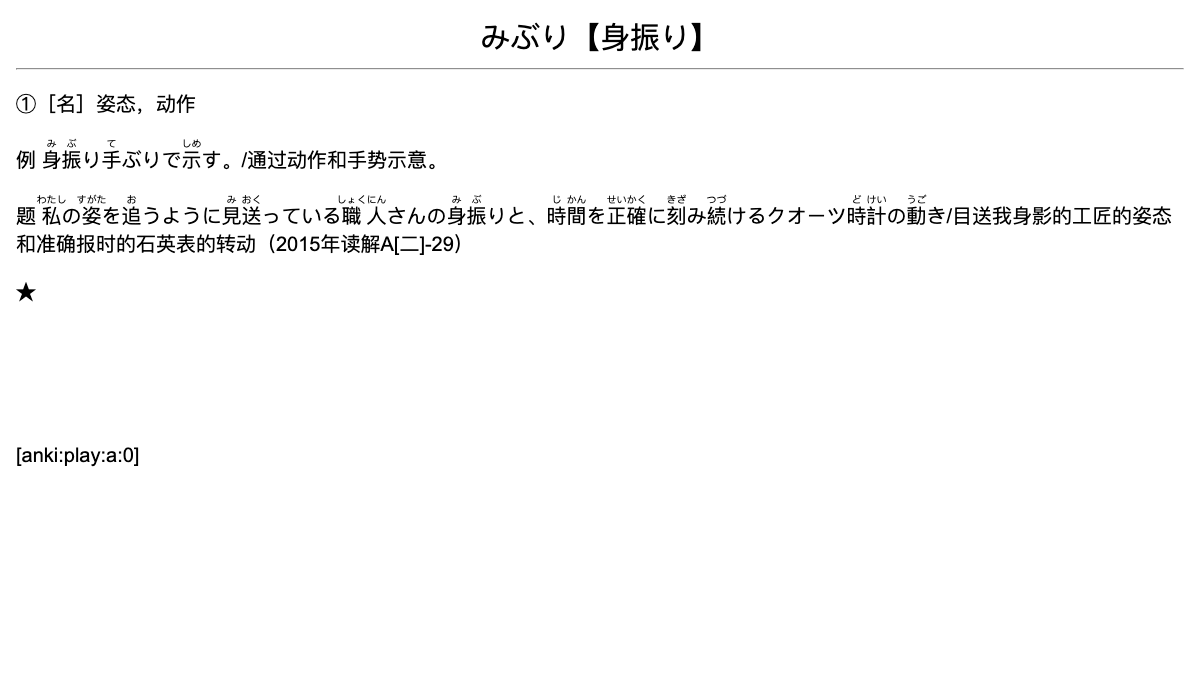 みぶり【身振り】
①［名］姿态，动作
例 身振り手ぶりで示す。/通过动作和手势示意。
题 私の姿を追うように見送っている職人さんの身振りと、時間を正確に刻み続けるクオーツ時計の動き/目送我身影的工匠的姿态
和准确报时的石英表的转动（2015年读解A[二]-29）
★
[anki:play:a:0]